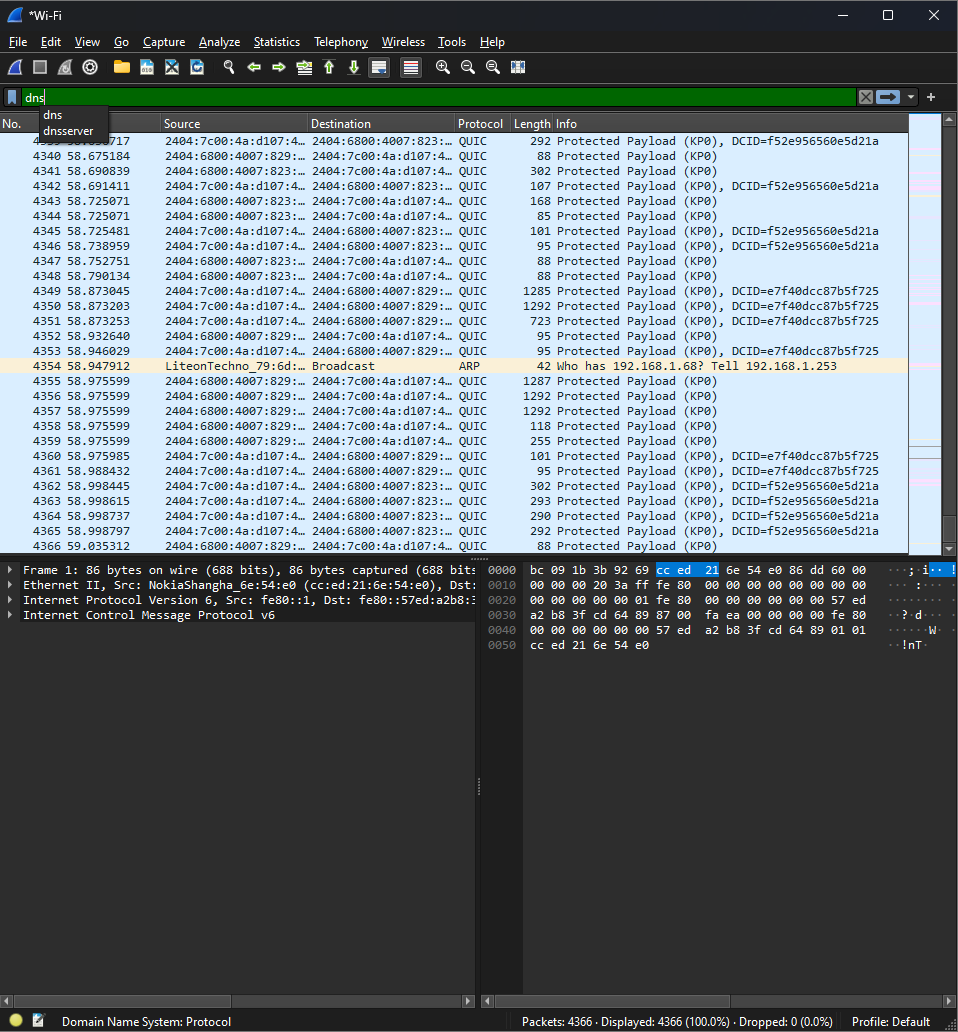 *Wi-Fi
File Edit View Go Capture Analyze Statistics Telephony Wireless Tools Help
dns
dns
dnsserver
No. Source Destination Protocol Length Info
2404:7c00:4a:d107:4… 2404:6800:4007:823:… QUIC 292 Protected Payload (KP0), DCID=f52e956560e5d21a
4340 58.675184 2404:6800:4007:823:… 2404:7c00:4a:d107:4… QUIC 88 Protected Payload (KP0)
4341 58.690839 2404:6800:4007:823:… 2404:7c00:4a:d107:4… QUIC 302 Protected Payload (KP0)
4342 58.691411 2404:7c00:4a:d107:4… 2404:6800:4007:823:… QUIC 107 Protected Payload (KP0), DCID=f52e956560e5d21a
4343 58.725071 2404:6800:4007:823:… 2404:7c00:4a:d107:4… QUIC 168 Protected Payload (KP0)
4344 58.725071 2404:6800:4007:823:… 2404:7c00:4a:d107:4… QUIC 85 Protected Payload (KP0)
4345 58.725481 2404:7c00:4a:d107:4… 2404:6800:4007:823:… QUIC 101 Protected Payload (KP0), DCID=f52e956560e5d21a
4346 58.738959 2404:7c00:4a:d107:4… 2404:6800:4007:823:… QUIC 95 Protected Payload (KP0), DCID=f52e956560e5d21a
4347 58.752751 2404:6800:4007:823:… 2404:7c00:4a:d107:4… QUIC 88 Protected Payload (KP0)
4348 58.790134 2404:6800:4007:823:… 2404:7c00:4a:d107:4… QUIC 88 Protected Payload (KP0)
4349 58.873045 2404:7c00:4a:d107:4… 2404:6800:4007:829:… QUIC 1285 Protected Payload (KP0), DCID=e7f40dcc87b5f725
4350 58.873203 2404:7c00:4a:d107:4… 2404:6800:4007:829:… QUIC 1292 Protected Payload (KP0), DCID=e7f40dcc87b5f725
4351 58.873253 2404:7c00:4a:d107:4… 2404:6800:4007:829:… QUIC 723 Protected Payload (KP0), DCID=e7f40dcc87b5f725
4352 58.932640 2404:6800:4007:829:… 2404:7c00:4a:d107:4… QUIC 95 Protected Payload (KP0)
4353 58.946029 2404:7c00:4a:d107:4… 2404:6800:4007:829:… QUIC 95 Protected Payload (KP0), DCID=e7f40dcc87b5f725
4354 58.947912 LiteonTechno_79:6d:… Broadcast ARP 42 Who has 192.168.1.68? Tell 192.168.1.253
4355 58.975599 2404:6800:4007:829:… 2404:7c00:4a:d107:4… QUIC 1287 Protected Payload (KP0)
4356 58.975599 2404:6800:4007:829:… 2404:7c00:4a:d107:4… QUIC 1292 Protected Payload (KP0)
4357 58.975599 2404:6800:4007:829:… 2404:7c00:4a:d107:4… QUIC 1292 Protected Payload (KP0)
4358 58.975599 2404:6800:4007:829:… 2404:7c00:4a:d107:4… QUIC 118 Protected Payload (KP0)
4359 58.975599 2404:6800:4007:829:… 2404:7c00:4a:d107:4… QUIC 255 Protected Payload (KP0)
4360 58.975985 2404:7c00:4a:d107:4… 2404:6800:4007:829:… QUIC 101 Protected Payload (KP0), DCID=e7f40dcc87b5f725
4361 58.988432 2404:7c00:4a:d107:4… 2404:6800:4007:829:… QUIC 95 Protected Payload (KP0), DCID=e7f40dcc87b5f725
4362 58.998445 2404:7c00:4a:d107:4… 2404:6800:4007:823:… QUIC 302 Protected Payload (KP0), DCID=f52e956560e5d21a
4363 58.998615 2404:7c00:4a:d107:4… 2404:6800:4007:823:… QUIC 293 Protected Payload (KP0), DCID=f52e956560e5d21a
4364 58.998737 2404:7c00:4a:d107:4… 2404:6800:4007:823:… QUIC 290 Protected Payload (KP0), DCID=f52e956560e5d21a
4365 58.998797 2404:7c00:4a:d107:4… 2404:6800:4007:823:… QUIC 292 Protected Payload (KP0), DCID=f52e956560e5d21a
4366 59.035312 2404:6800:4007:829:… 2404:7c00:4a:d107:4… QUIC 88 Protected Payload (KP0)
Frame 1: 86 bytes on wire (688 bits), 86 bytes captured (688 bits
Ethernet II, Src: NokiaShangha_6e:54:e0 (cc:ed:21:6e:54:e0), Dst:
Internet Protocol Version 6, Src: fe80::1, Dst: fe80::57ed:a2b8:3
Internet Control Message Protocol v6
0000 bc 09 1b 3b 92 69 cc ed 21 6e 54 e0 86 dd 60 00 ···;·i··!
0010 00 00 00 20 3a ff fe 80 00 00 00 00 00 00 00 00 ··· :···
0020 00 00 00 00 00 01 fe 80 00 00 00 00 00 00 57 ed ········
0030 a2 b8 3f cd 64 89 87 00 fa ea 00 00 00 00 fe 80 ··?·d···
0040 00 00 00 00 00 00 57 ed a2 b8 3f cd 64 89 01 01 ······W·
0050 cc ed 21 6e 54 e0 ··!nT·
Domain Name System: Protocol
Packets: 4366 · Displayed: 4366 (100.0%) · Dropped: 0 (0.0%)
Profile: Default